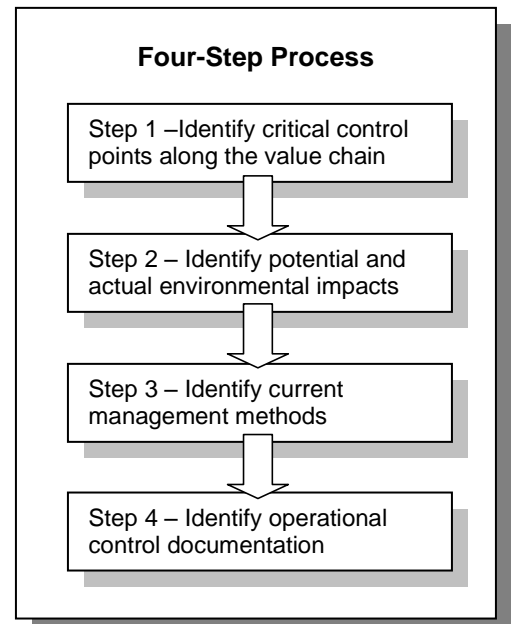 Four-Step Process
Step 1 –Identify critical control
points along the value chain
Step 2 – Identify potential and
actual environmental impacts
Step 3 – Identify current
management methods
Step 4 – Identify operational
control documentation